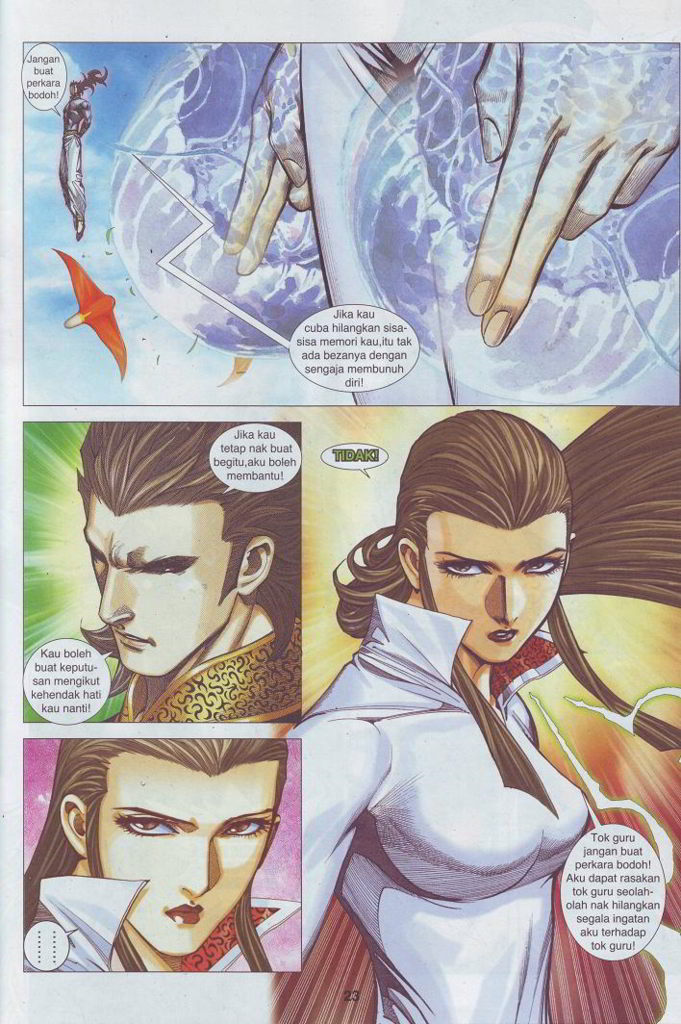 Jangan
buat
perkara
bodoh!
Jika kau
cuba hilangkan sisa-
sisa memori kau,itu tak
ada bezanya dengan
sengaja membunuh
diri!
Jika kau
tetap nak buat
begitu,aku boleh
membantu!
Kau boleh
buat keputu-
san mengikut
kehendak hati
kau nanti!
TIDAK!
Tok guru
jangan buat
perkara bodoh!
Aku dapat rasakan
tok guru seolah-
olah nak hilangkan
segala ingatan
aku terhadap
tok guru!
23